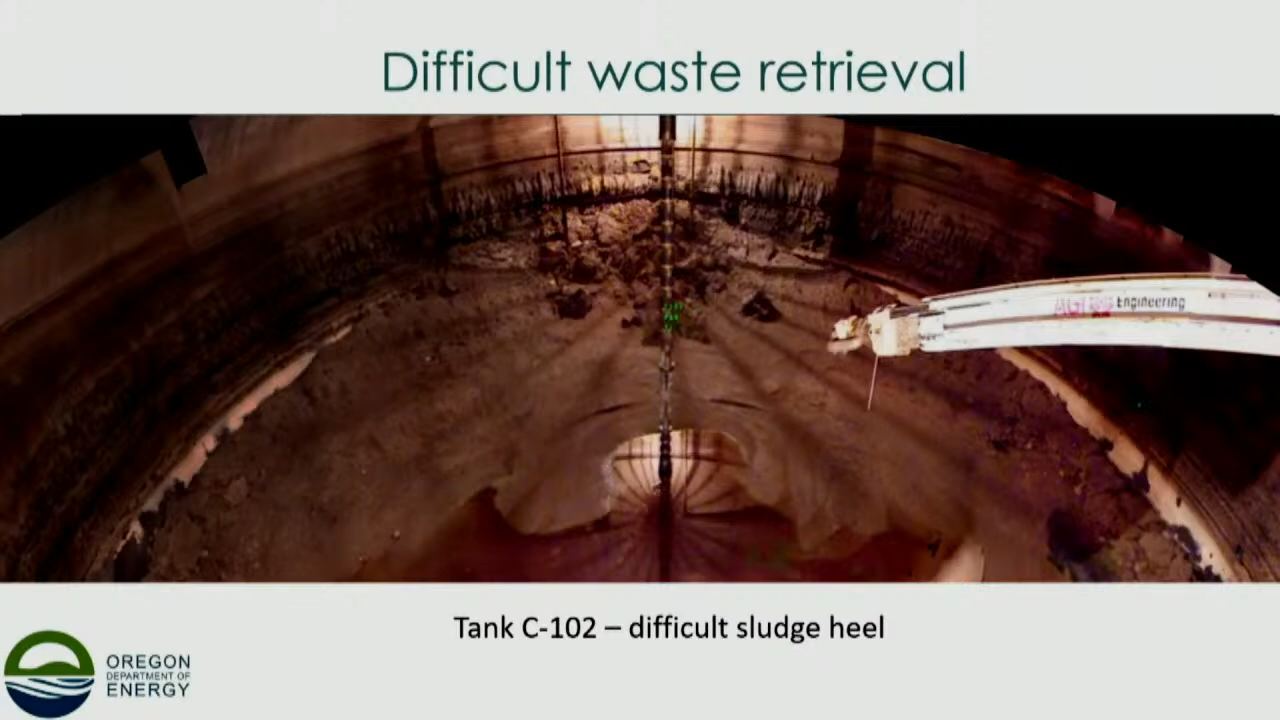 Difficult waste retrieval
Engineering
Tank C-102 – difficult sludge heel
OREGON
DEPARTMENT OF
ENERGY